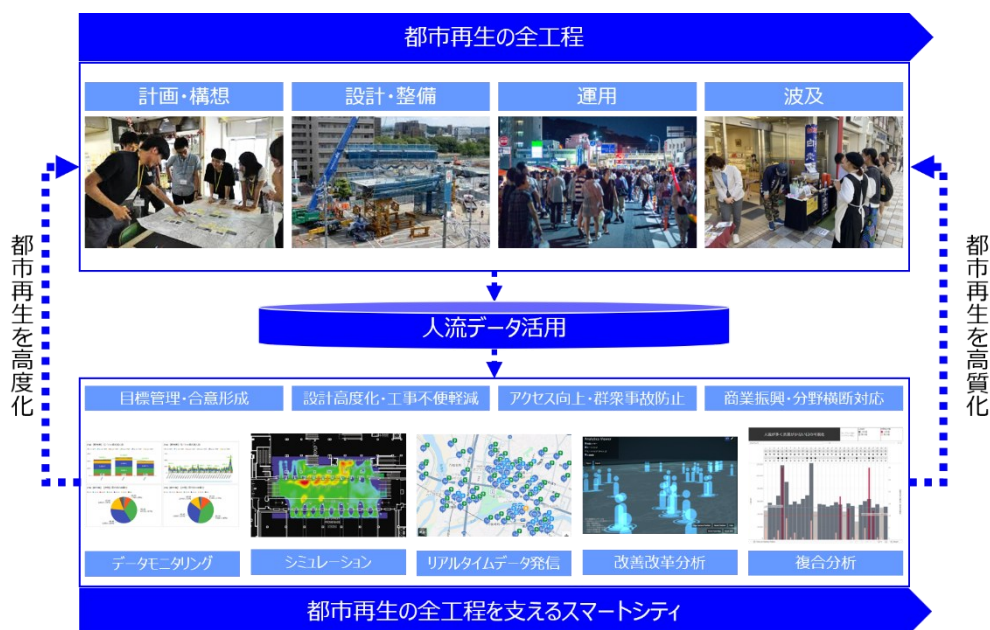 都市再生の全工程
計画・構想
設計・整備
運用
波及
都市再生を高度化
都市再生を高質化
人流データ活用
目標管理・合意形成
設計高度化・工事不便軽減
アクセス向上・群衆事故防止
商業振興・分野横断対応
データモニタリング
シミュレーション
リアルタイムデータ発信
改善改革分析
複合分析
都市再生の全工程を支えるスマートシティ